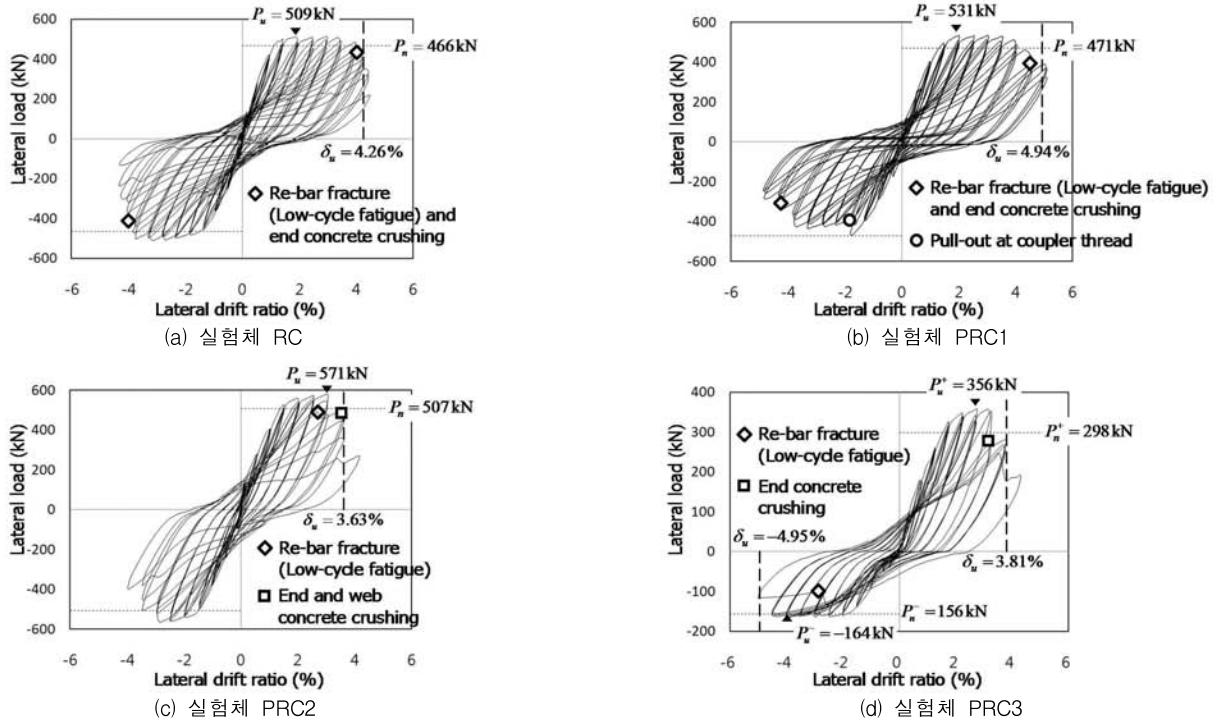 P_u = 509kN
600
400
200
0
-200
-400
-600
Lateral load (kN)
P_n = 466kN
δ_u = 4.26%
Re-bar fracture
(Low-cycle fatigue) and
end concrete crushing
-6 -4 -2 0 2 4 6
Lateral drift ratio (%)
(a) 실험체 RC
P_u = 531kN
600
400
200
0
-200
-400
-600
Lateral load (kN)
P_n = 471kN
δ_u = 4.94%
Re-bar fracture (Low-cycle fatigue)
and end concrete crushing
Pull-out at coupler thread
-6 -4 -2 0 2 4 6
Lateral drift ratio (%)
(b) 실험체 PRC1
P_u = 571kN
600
400
200
0
-200
-400
-600
Lateral load (kN)
P_n = 507kN
δ_u = 3.63%
Re-bar fracture
(Low-cycle fatigue)
End and web
concrete crushing
-6 -4 -2 0 2 4 6
Lateral drift ratio (%)
(c) 실험체 PRC2
P_u^+ = 356kN
400
300
200
100
0
-100
-200
Lateral load (kN)
P_n^+ = 298kN
Re-bar fracture
(Low-cycle fatigue)
End concrete
crushing
δ_u = -4.95%
δ_u = 3.81%
P_n^- = 156kN
P_u^- = -164kN
-6 -4 -2 0 2 4 6
Lateral drift ratio (%)
(d) 실험체 PRC3